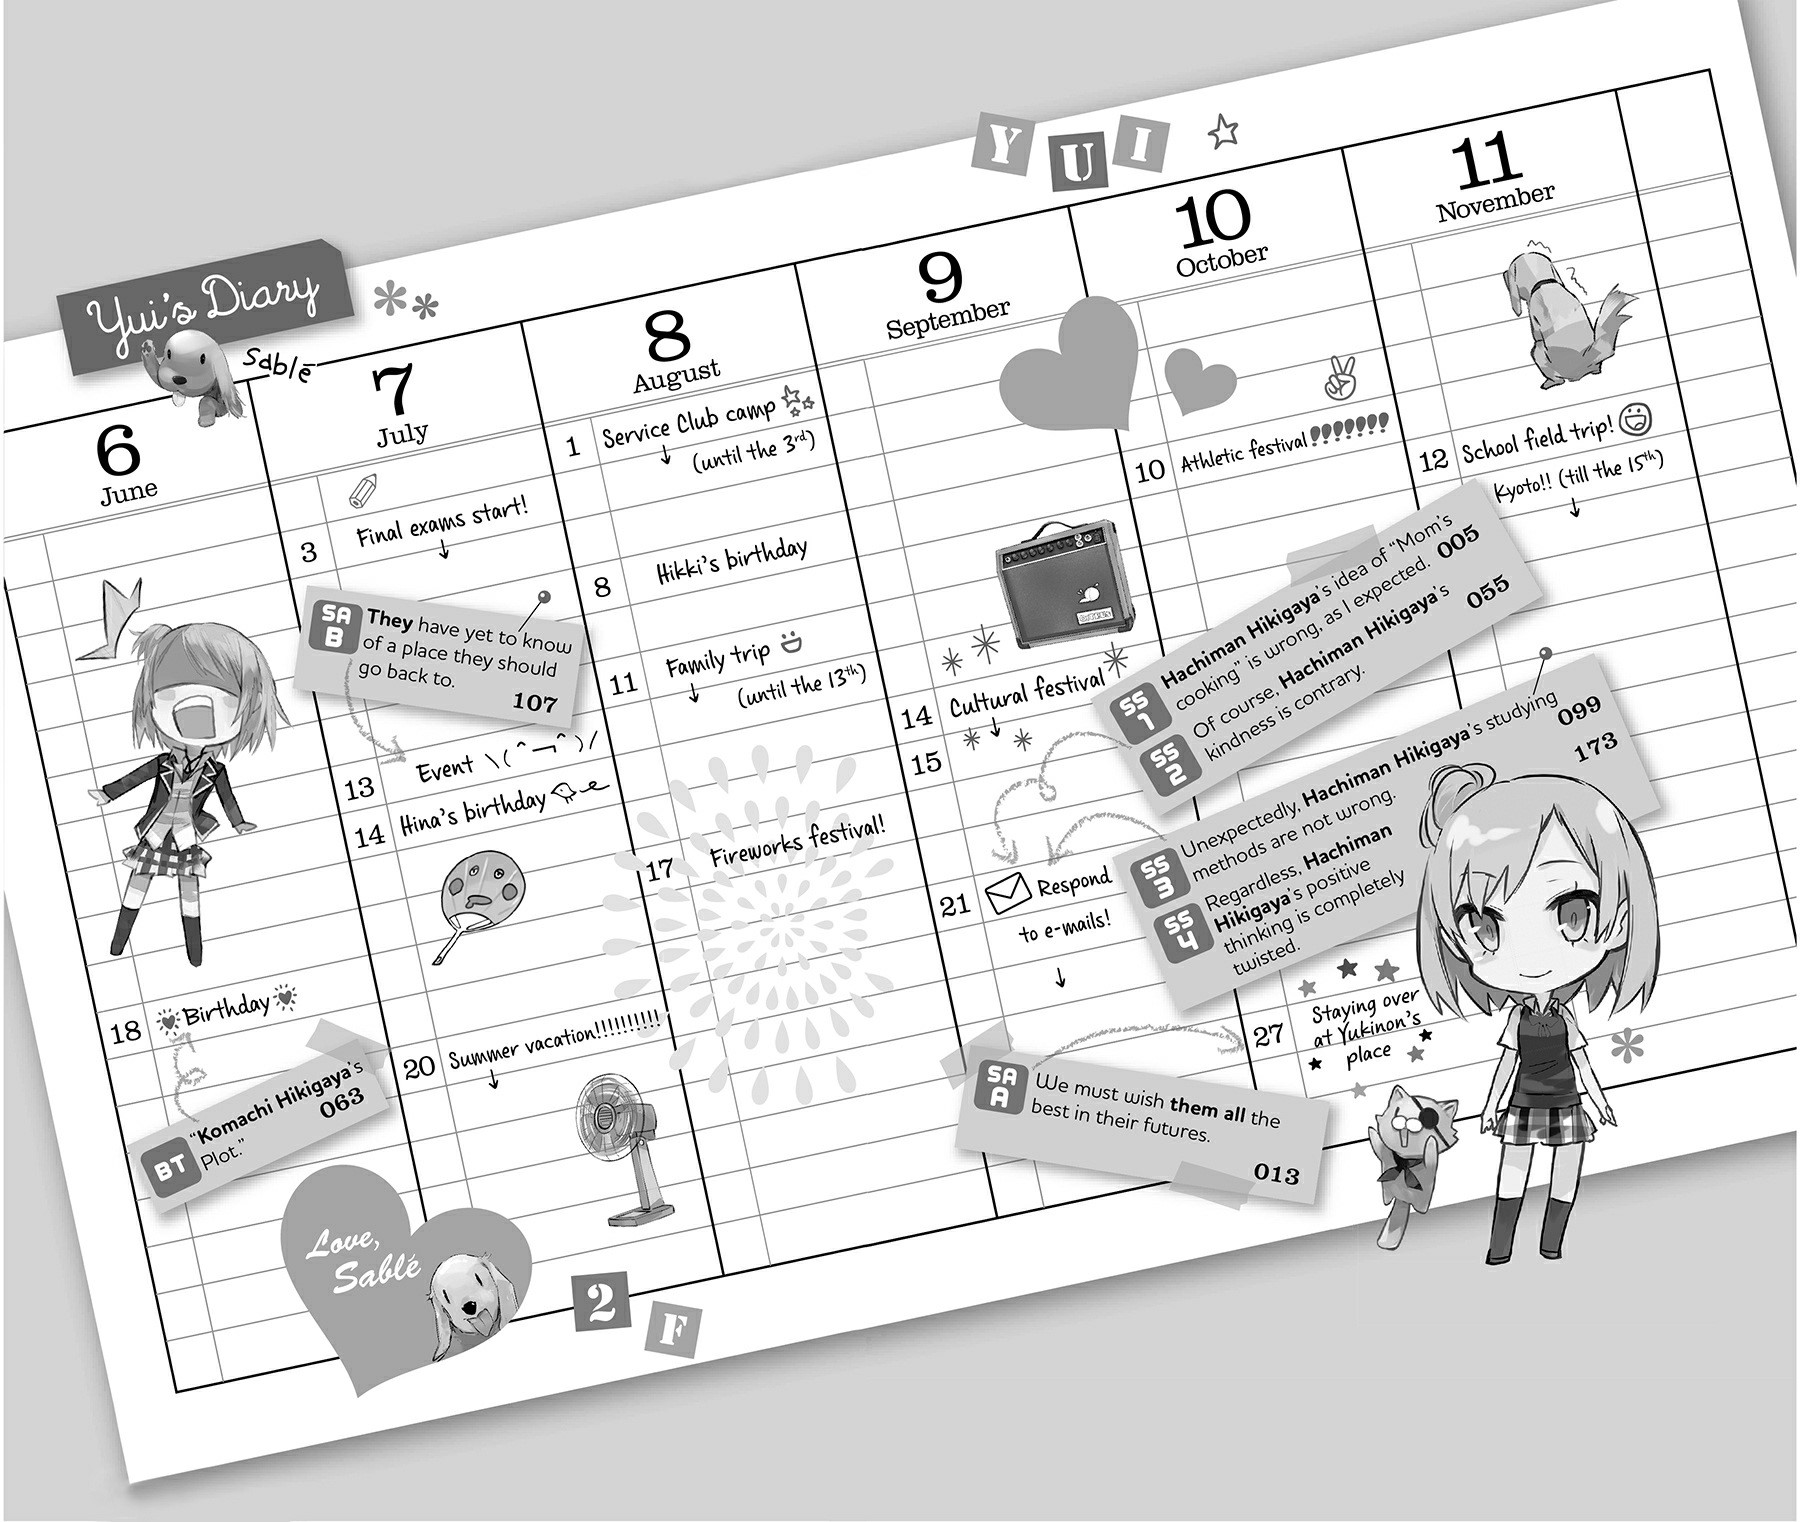 YUI
Yui's Diary
Sablé
6
June
18 Birthday
BT "Komachi Hikigaya's
Plot."
063
7
July
3 Final exams start!
SA
B
They have yet to know
of a place they should
go back to.
107
13 Event \(^¬^)/
14 Hina's birthday
20 Summer vacation!!!!!!!!!!
8
August
1 Service Club camp
(until the 3rd)
8 Hikki's birthday
11 Family trip
(until the 13th)
17 Fireworks festival!
9
September
14 Cultural festival
15
21 Respond
to e-mails!
10
October
10 Athletic festival!!!!!!!
27 Staying over
at Yukinon's
place
11
November
12 School field trip!
Kyoto!! (till the 15th)
SS
1
Hachiman Hikigaya's idea of "Mom's
cooking" is wrong, as I expected. 005
SS
2
Of course, Hachiman Hikigaya's
kindness is contrary.
055
SS
3
Unexpectedly, Hachiman Hikigaya's studying
methods are not wrong.
099
SS
4
Regardless, Hachiman
Hikigaya's positive
thinking is completely
twisted.
173
SA
A
We must wish them all the
best in their futures.
013
Love,
Sablé
2
F